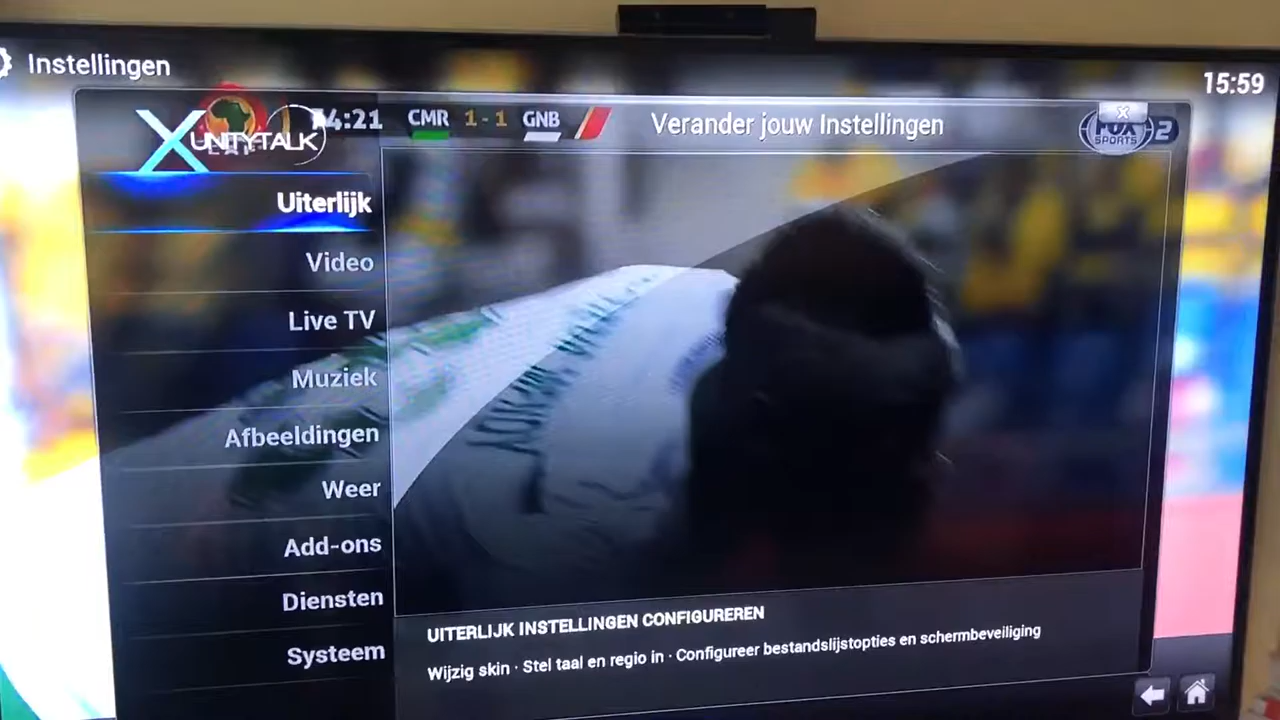 Instellingen
15:59
X UNITYTALK
4:21 CMR 1 - 1 GNB
Verander jouw Instellingen
FOX SPORTS 2
Uiterlijk
Video
Live TV
Muziek
Afbeeldingen
Weer
Add-ons
Diensten
Systeem
UITERLIJK INSTELLINGEN CONFIGUREREN
Wijzig skin · Stel taal en regio in · Configureer bestandslijstopties en schermbeveiliging